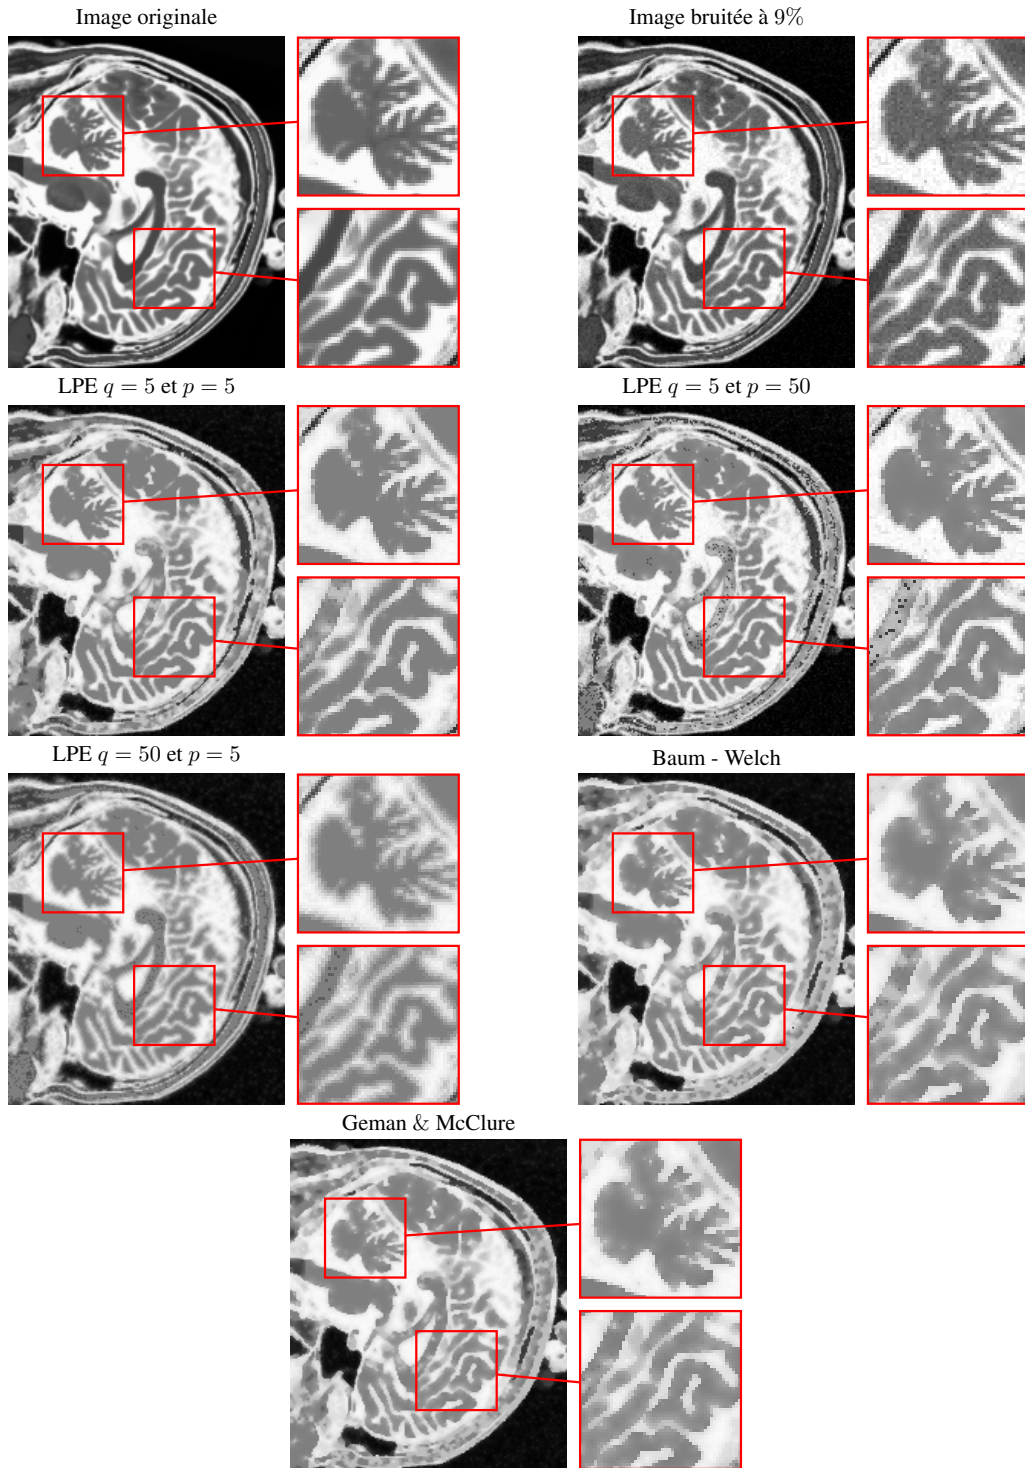 Image originale
Image bruitée à 9%
LPE q = 5 et p = 5
LPE q = 5 et p = 50
LPE q = 50 et p = 5
Baum - Welch
Geman & McClure